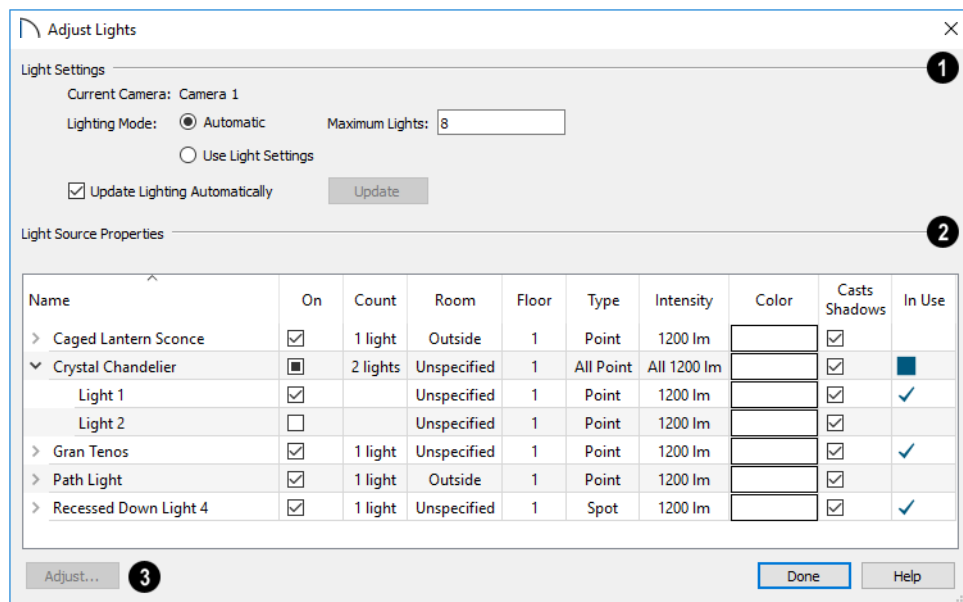 Adjust Lights
Light Settings
1
Current Camera: Camera 1
Lighting Mode: Automatic Maximum Lights: 8
Use Light Settings
Update Lighting Automatically Update
Light Source Properties
2
Name On Count Room Floor Type Intensity Color Casts Shadows In Use
Caged Lantern Sconce 1 light Outside 1 Point 1200 lm
Crystal Chandelier 2 lights Unspecified 1 All Point All 1200 lm
Light 1 Unspecified 1 Point 1200 lm
Light 2 Unspecified 1 Point 1200 lm
Gran Tenos 1 light Unspecified 1 Point 1200 lm
Path Light 1 light Outside 1 Point 1200 lm
Recessed Down Light 4 1 light Unspecified 1 Spot 1200 lm
Adjust... 3 Done Help